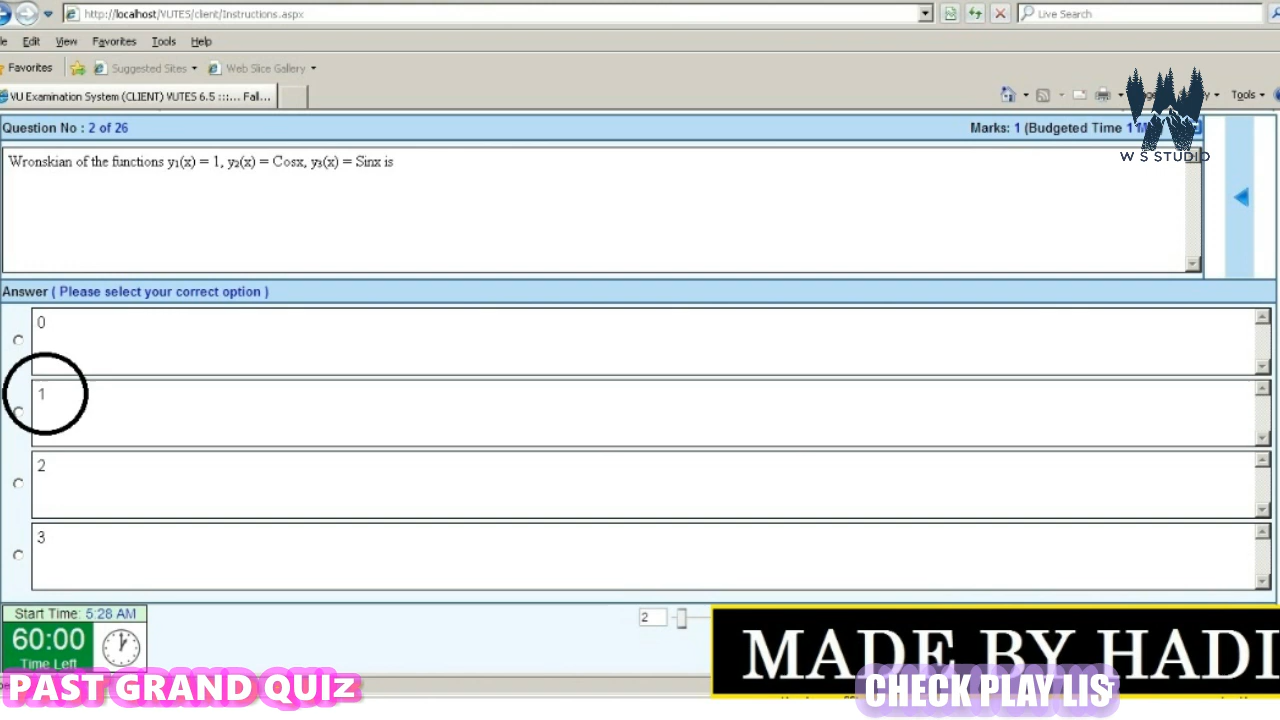 http://localhost/VUTES/client/Instructions.aspx
Live Search
Edit View Favorites Tools Help
Favorites Suggested Sites Web Slice Gallery
VU Examination System (CLIENT) VUTES 6.5 :::... Fall...
Tools
Question No : 2 of 26
Marks: 1 (Budgeted Time 1
W S STUDIO
Wronskian of the functions y₁(x) = 1, y₂(x) = Cosx, y₃(x) = Sinx is
Answer ( Please select your correct option )
0
1
2
3
Start Time: 5:28 AM
60:00
Time Left
2
MADE BY HADI
PAST GRAND QUIZ
CHECK PLAY LIS